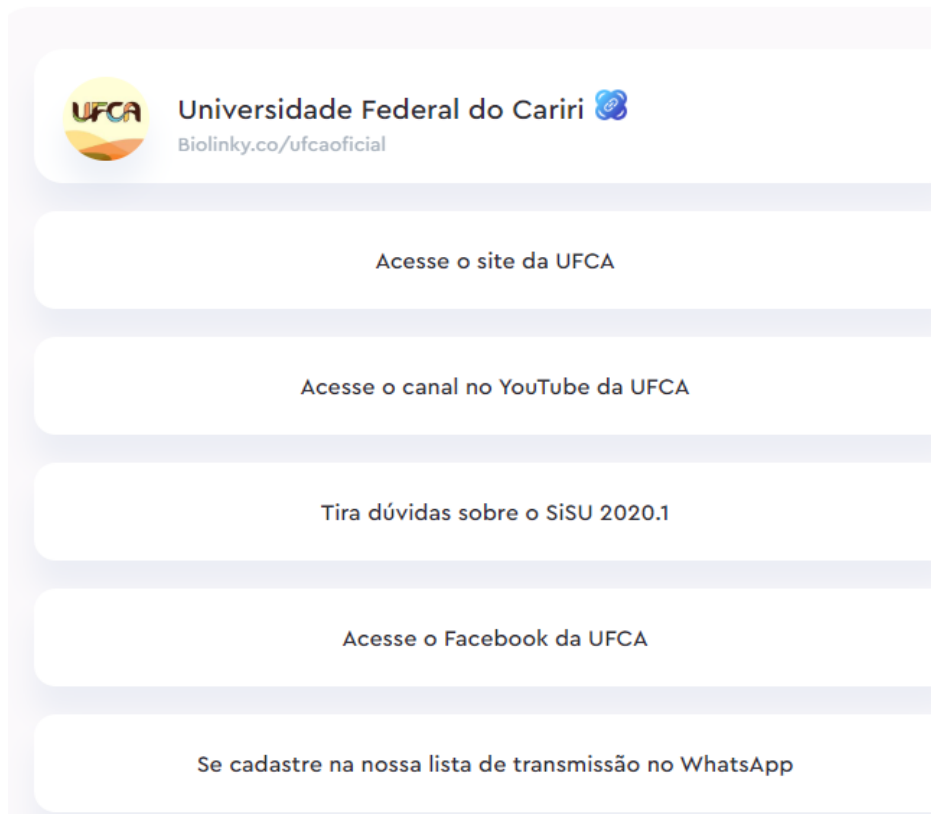 UFCA
Universidade Federal do Cariri
Biolinky.co/ufcaoficial
Acesse o site da UFCA
Acesse o canal no YouTube da UFCA
Tira dúvidas sobre o SiSU 2020.1
Acesse o Facebook da UFCA
Se cadastre na nossa lista de transmissão no WhatsApp